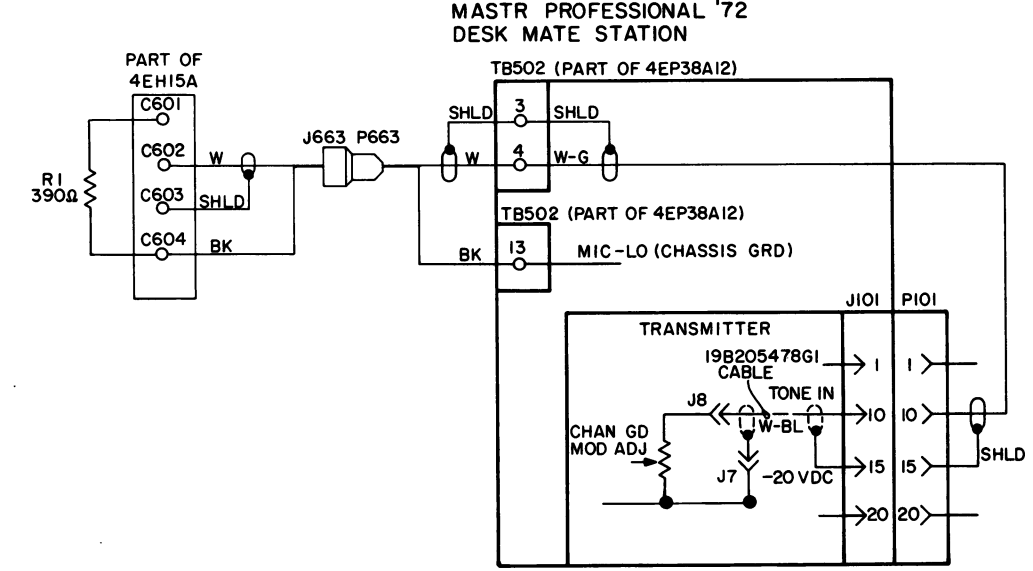 MASTR PROFESSIONAL '72
DESK MATE STATION
PART OF
4EH15A
TB502 (PART OF 4EP38A12)
C601
SHLD
3
SHLD
J663 P663
C602
W
W
4
W-G
R1
390Ω
C603
SHLD
TB502 (PART OF 4EP38A12)
C604
BK
BK
13
MIC-LO (CHASSIS GRD)
J101
P101
TRANSMITTER
19B205478G1
CABLE
1
1
J8
TONE IN
10
10
W-BL
CHAN GD
MOD ADJ
SHLD
J7
-20 VDC
15
15
20
20